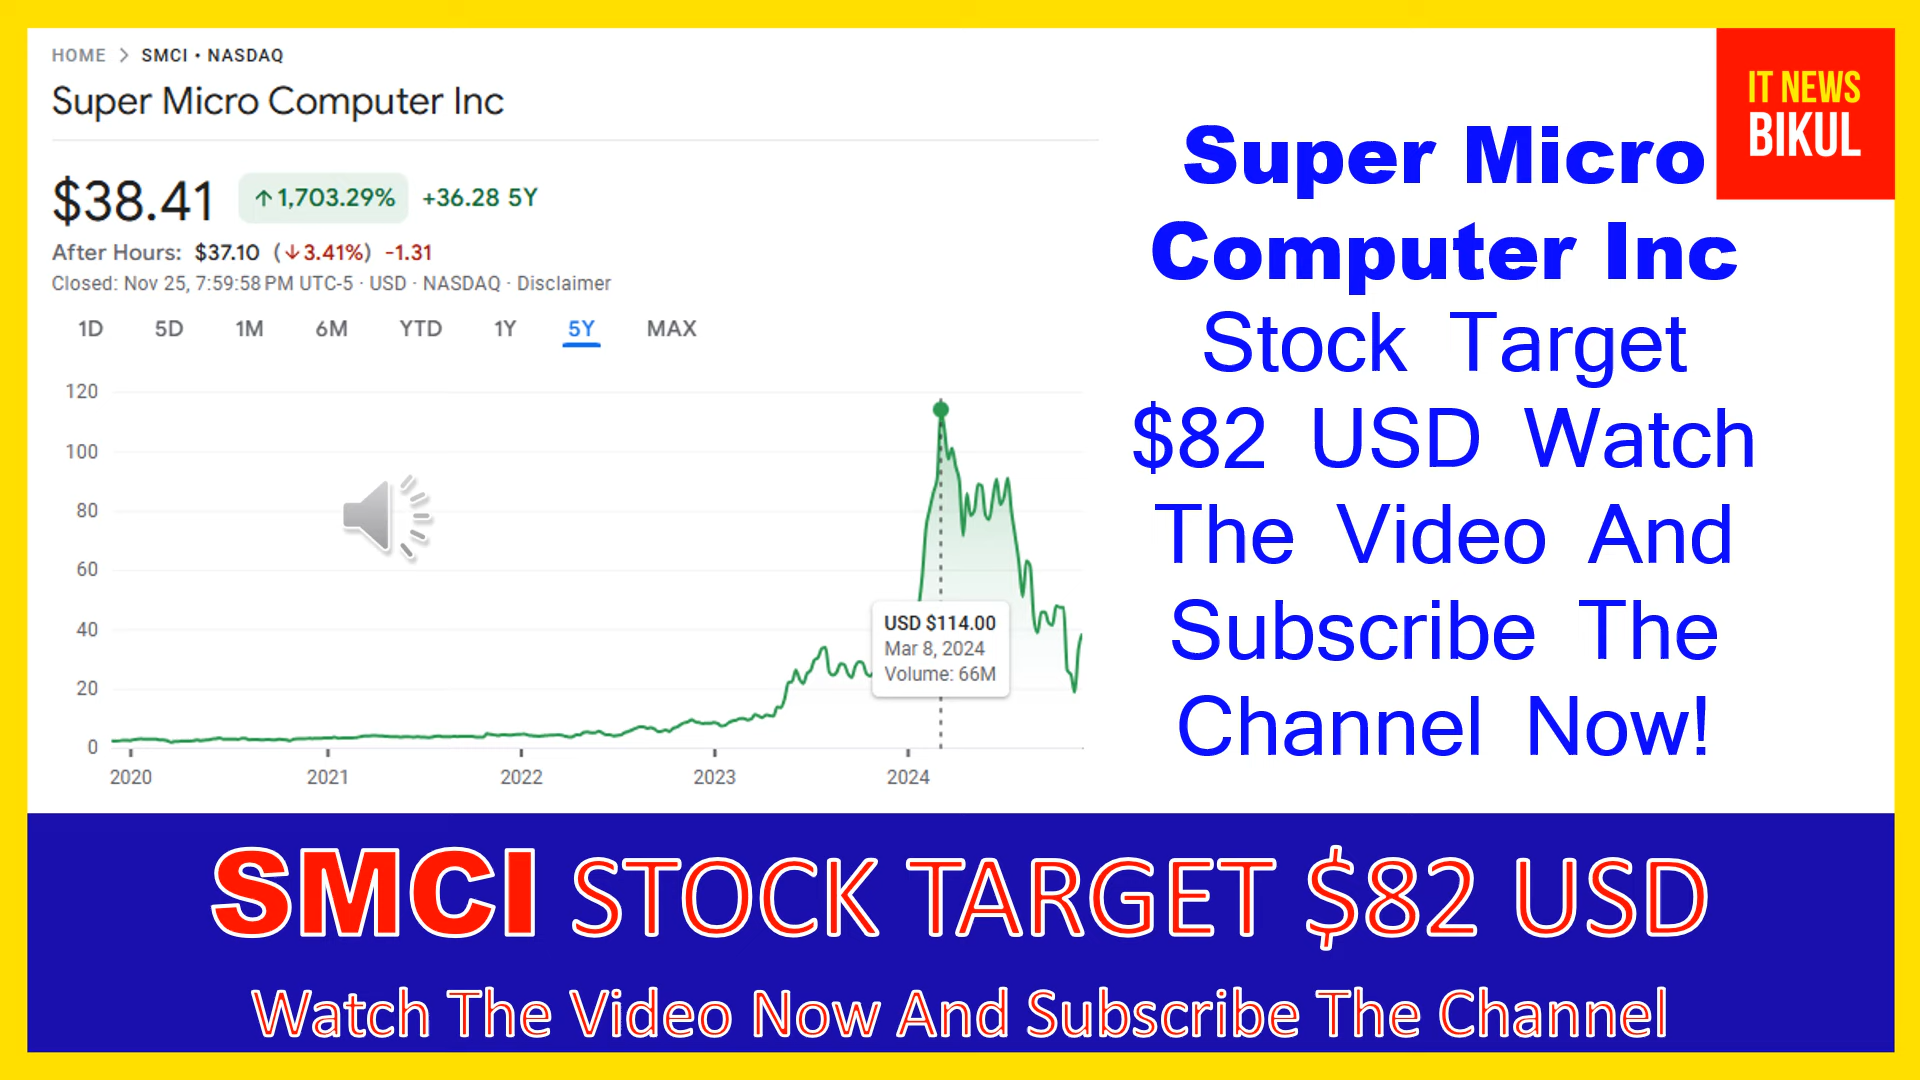 HOME > SMCI • NASDAQ
Super Micro Computer Inc
$38.41 ↑1,703.29% +36.28 5Y
After Hours: $37.10 (↓3.41%) -1.31
Closed: Nov 25, 7:59:58 PM UTC-5 · USD · NASDAQ · Disclaimer
1D 5D 1M 6M YTD 1Y 5Y MAX
120
100
80
60
40
20
0
USD $114.00
Mar 8, 2024
Volume: 66M
2020 2021 2022 2023 2024
IT NEWS
BIKUL
Super Micro
Computer Inc
Stock Target
$82 USD Watch
The Video And
Subscribe The
Channel Now!
SMCI STOCK TARGET $82 USD
Watch The Video Now And Subscribe The Channel